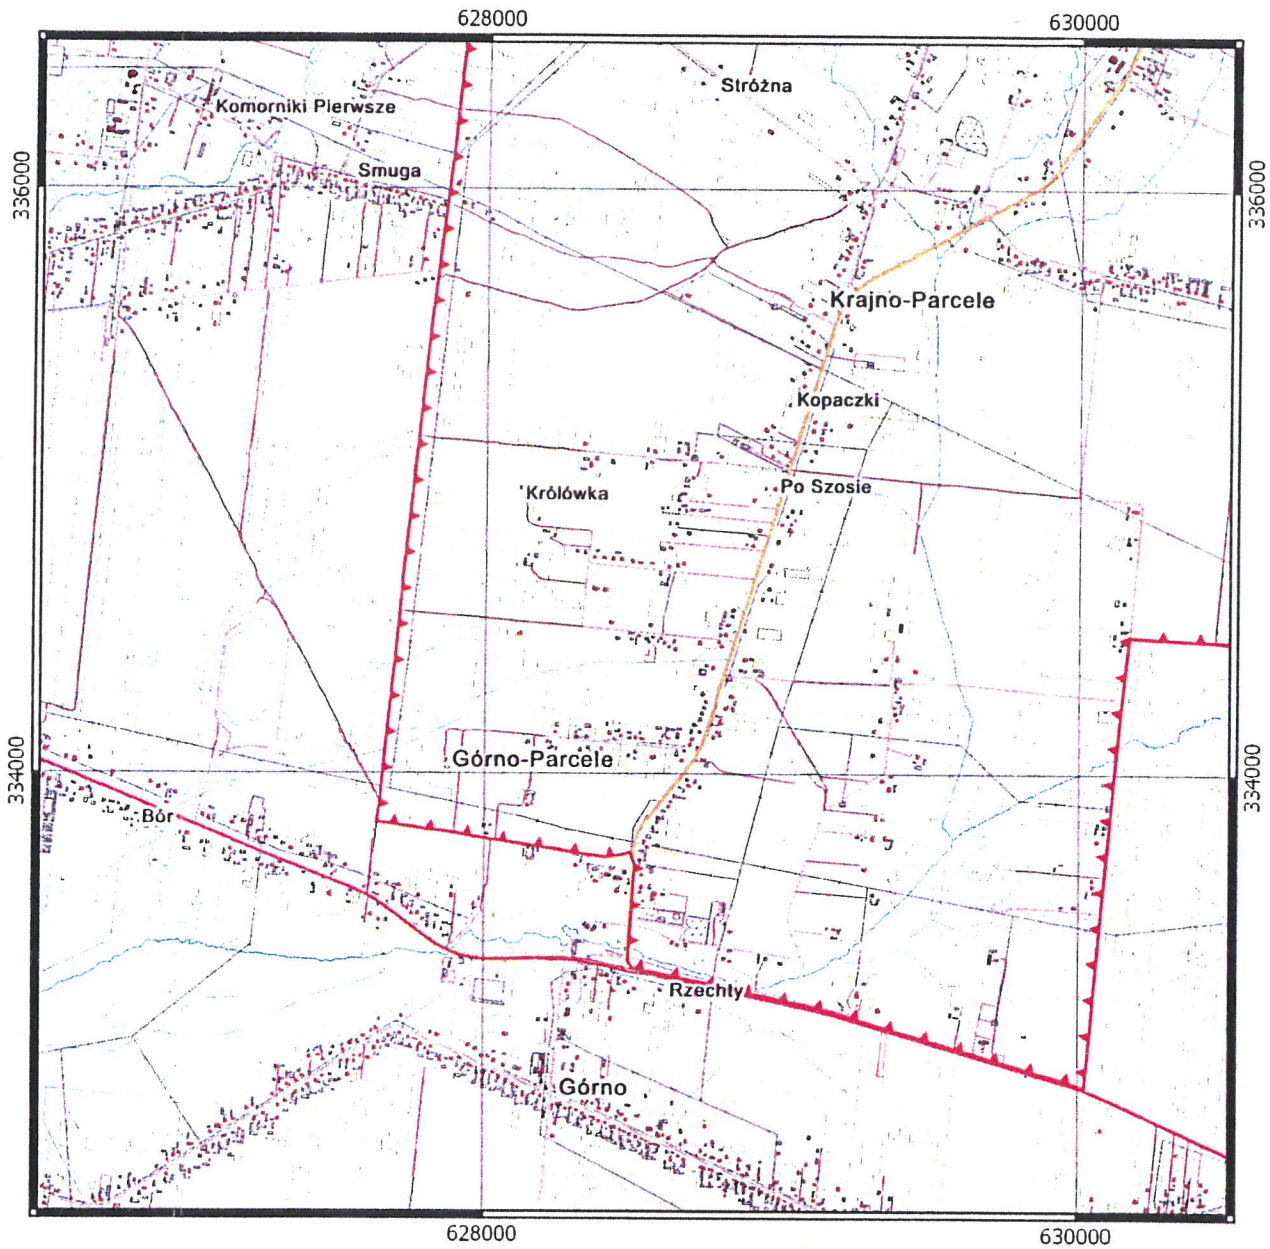 628000
630000
Stróżna
Komorniki Pierwsze
Smuga
336000
336000
Krajno-Parcele
Kopaczki
Po Szosie
Królówka
Górno-Parcele
334000
334000
Bór
Rzechty
Górno
628000
630000